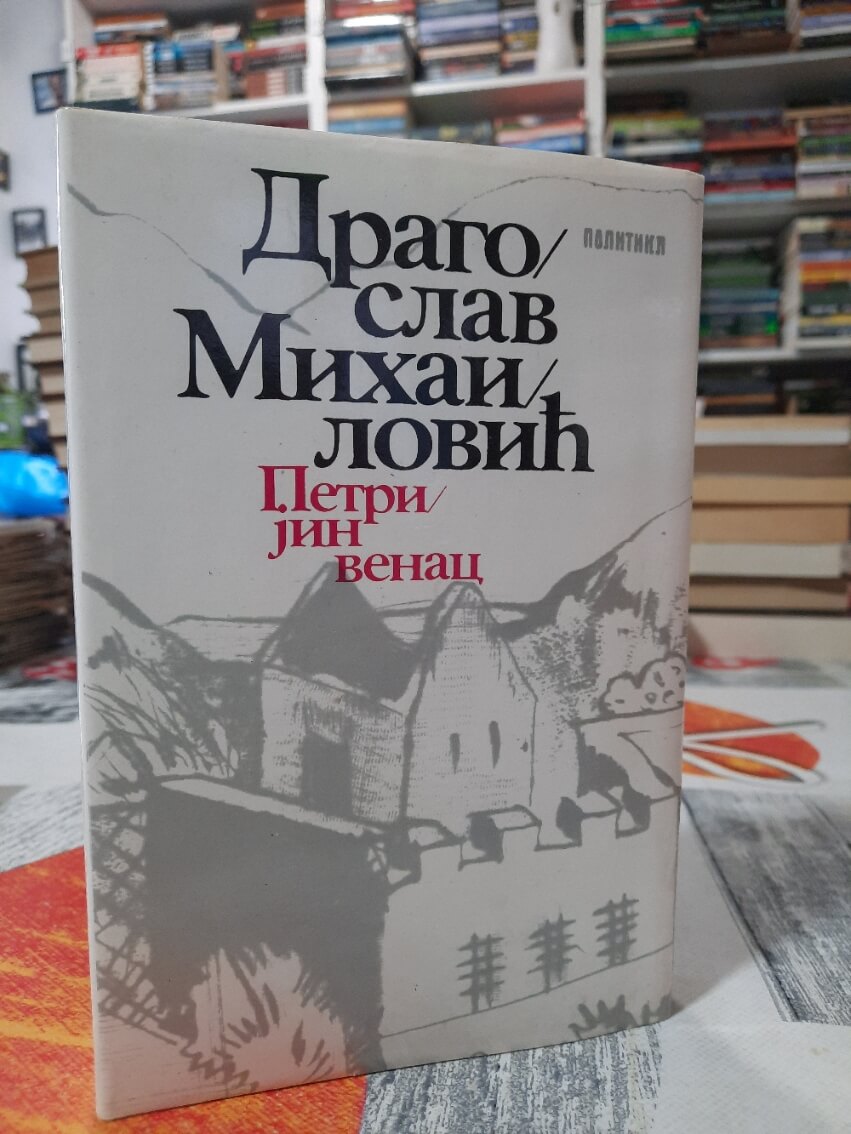 Драго/
слав
Михаи/
ловић
политика
Петри/
јин
венац